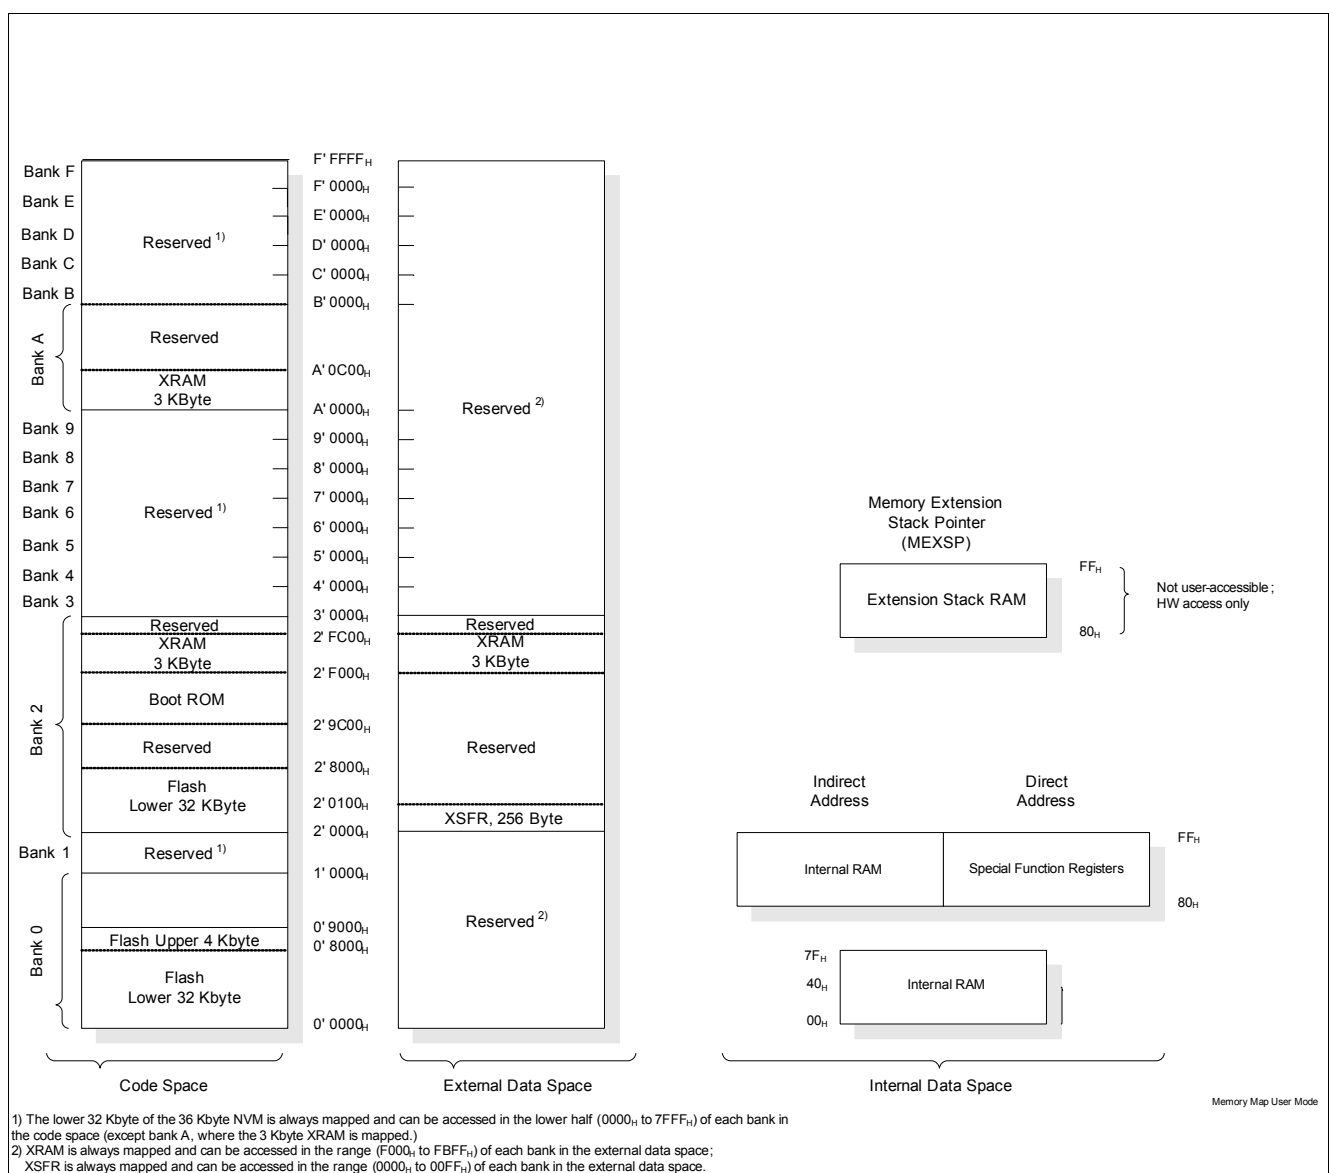 F' FFFFH
Bank F
F' 0000H
Bank E
E' 0000H
Bank D
Reserved 1)
D' 0000H
Bank C
C' 0000H
Bank B
B' 0000H
Bank A
Reserved
A' 0C00H
XRAM
3 KByte
A' 0000H
Reserved 2)
Bank 9
9' 0000H
Bank 8
8' 0000H
Bank 7
7' 0000H
Bank 6
Reserved 1)
6' 0000H
Bank 5
5' 0000H
Bank 4
4' 0000H
Bank 3
3' 0000H
Bank 2
Reserved
2' FC00H
XRAM
3 KByte
2' F000H
Boot ROM
2' 9C00H
Reserved
2' 8000H
Flash
Lower 32 KByte
2' 0100H
2' 0000H
Reserved
XRAM
3 KByte
Reserved
XSFR, 256 Byte
Bank 1
Reserved 1)
1' 0000H
Bank 0
0' 9000H
Flash Upper 4 Kbyte
0' 8000H
Flash
Lower 32 Kbyte
0' 0000H
Reserved 2)
Memory Extension
Stack Pointer
(MEXSP)
Extension Stack RAM
FFH
80H
Not user-accessible ;
HW access only
Indirect
Address
Direct
Address
Internal RAM
Special Function Registers
FFH
80H
7FH
40H
00H
Internal RAM
Code Space
External Data Space
Internal Data Space
Memory Map User Mode
1) The lower 32 Kbyte of the 36 Kbyte NVM is always mapped and can be accessed in the lower half (0000H to 7FFFH) of each bank in
the code space (except bank A, where the 3 Kbyte XRAM is mapped.)
2) XRAM is always mapped and can be accessed in the range (F000H to FBFFH) of each bank in the external data space;
XSFR is always mapped and can be accessed in the range (0000H to 00FFH) of each bank in the external data space.